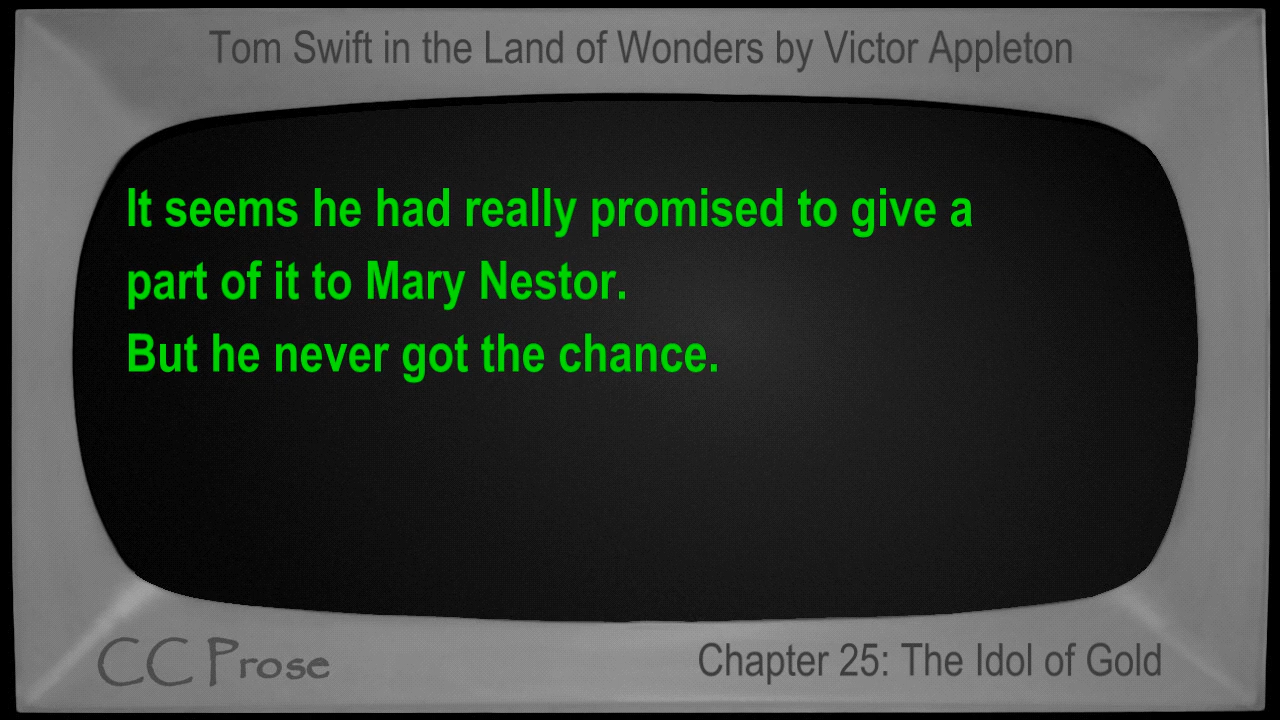 Tom Swift in the Land of Wonders by Victor Appleton
It seems he had really promised to give a
part of it to Mary Nestor.
But he never got the chance.
CC Prose
Chapter 25: The Idol of Gold